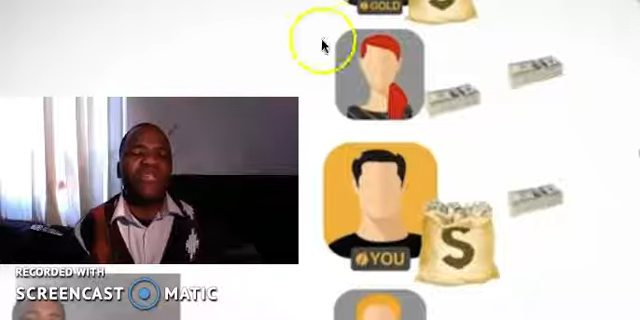 GOLD
S
YOU
S
RECORDED WITH
SCREENCAST MATIC